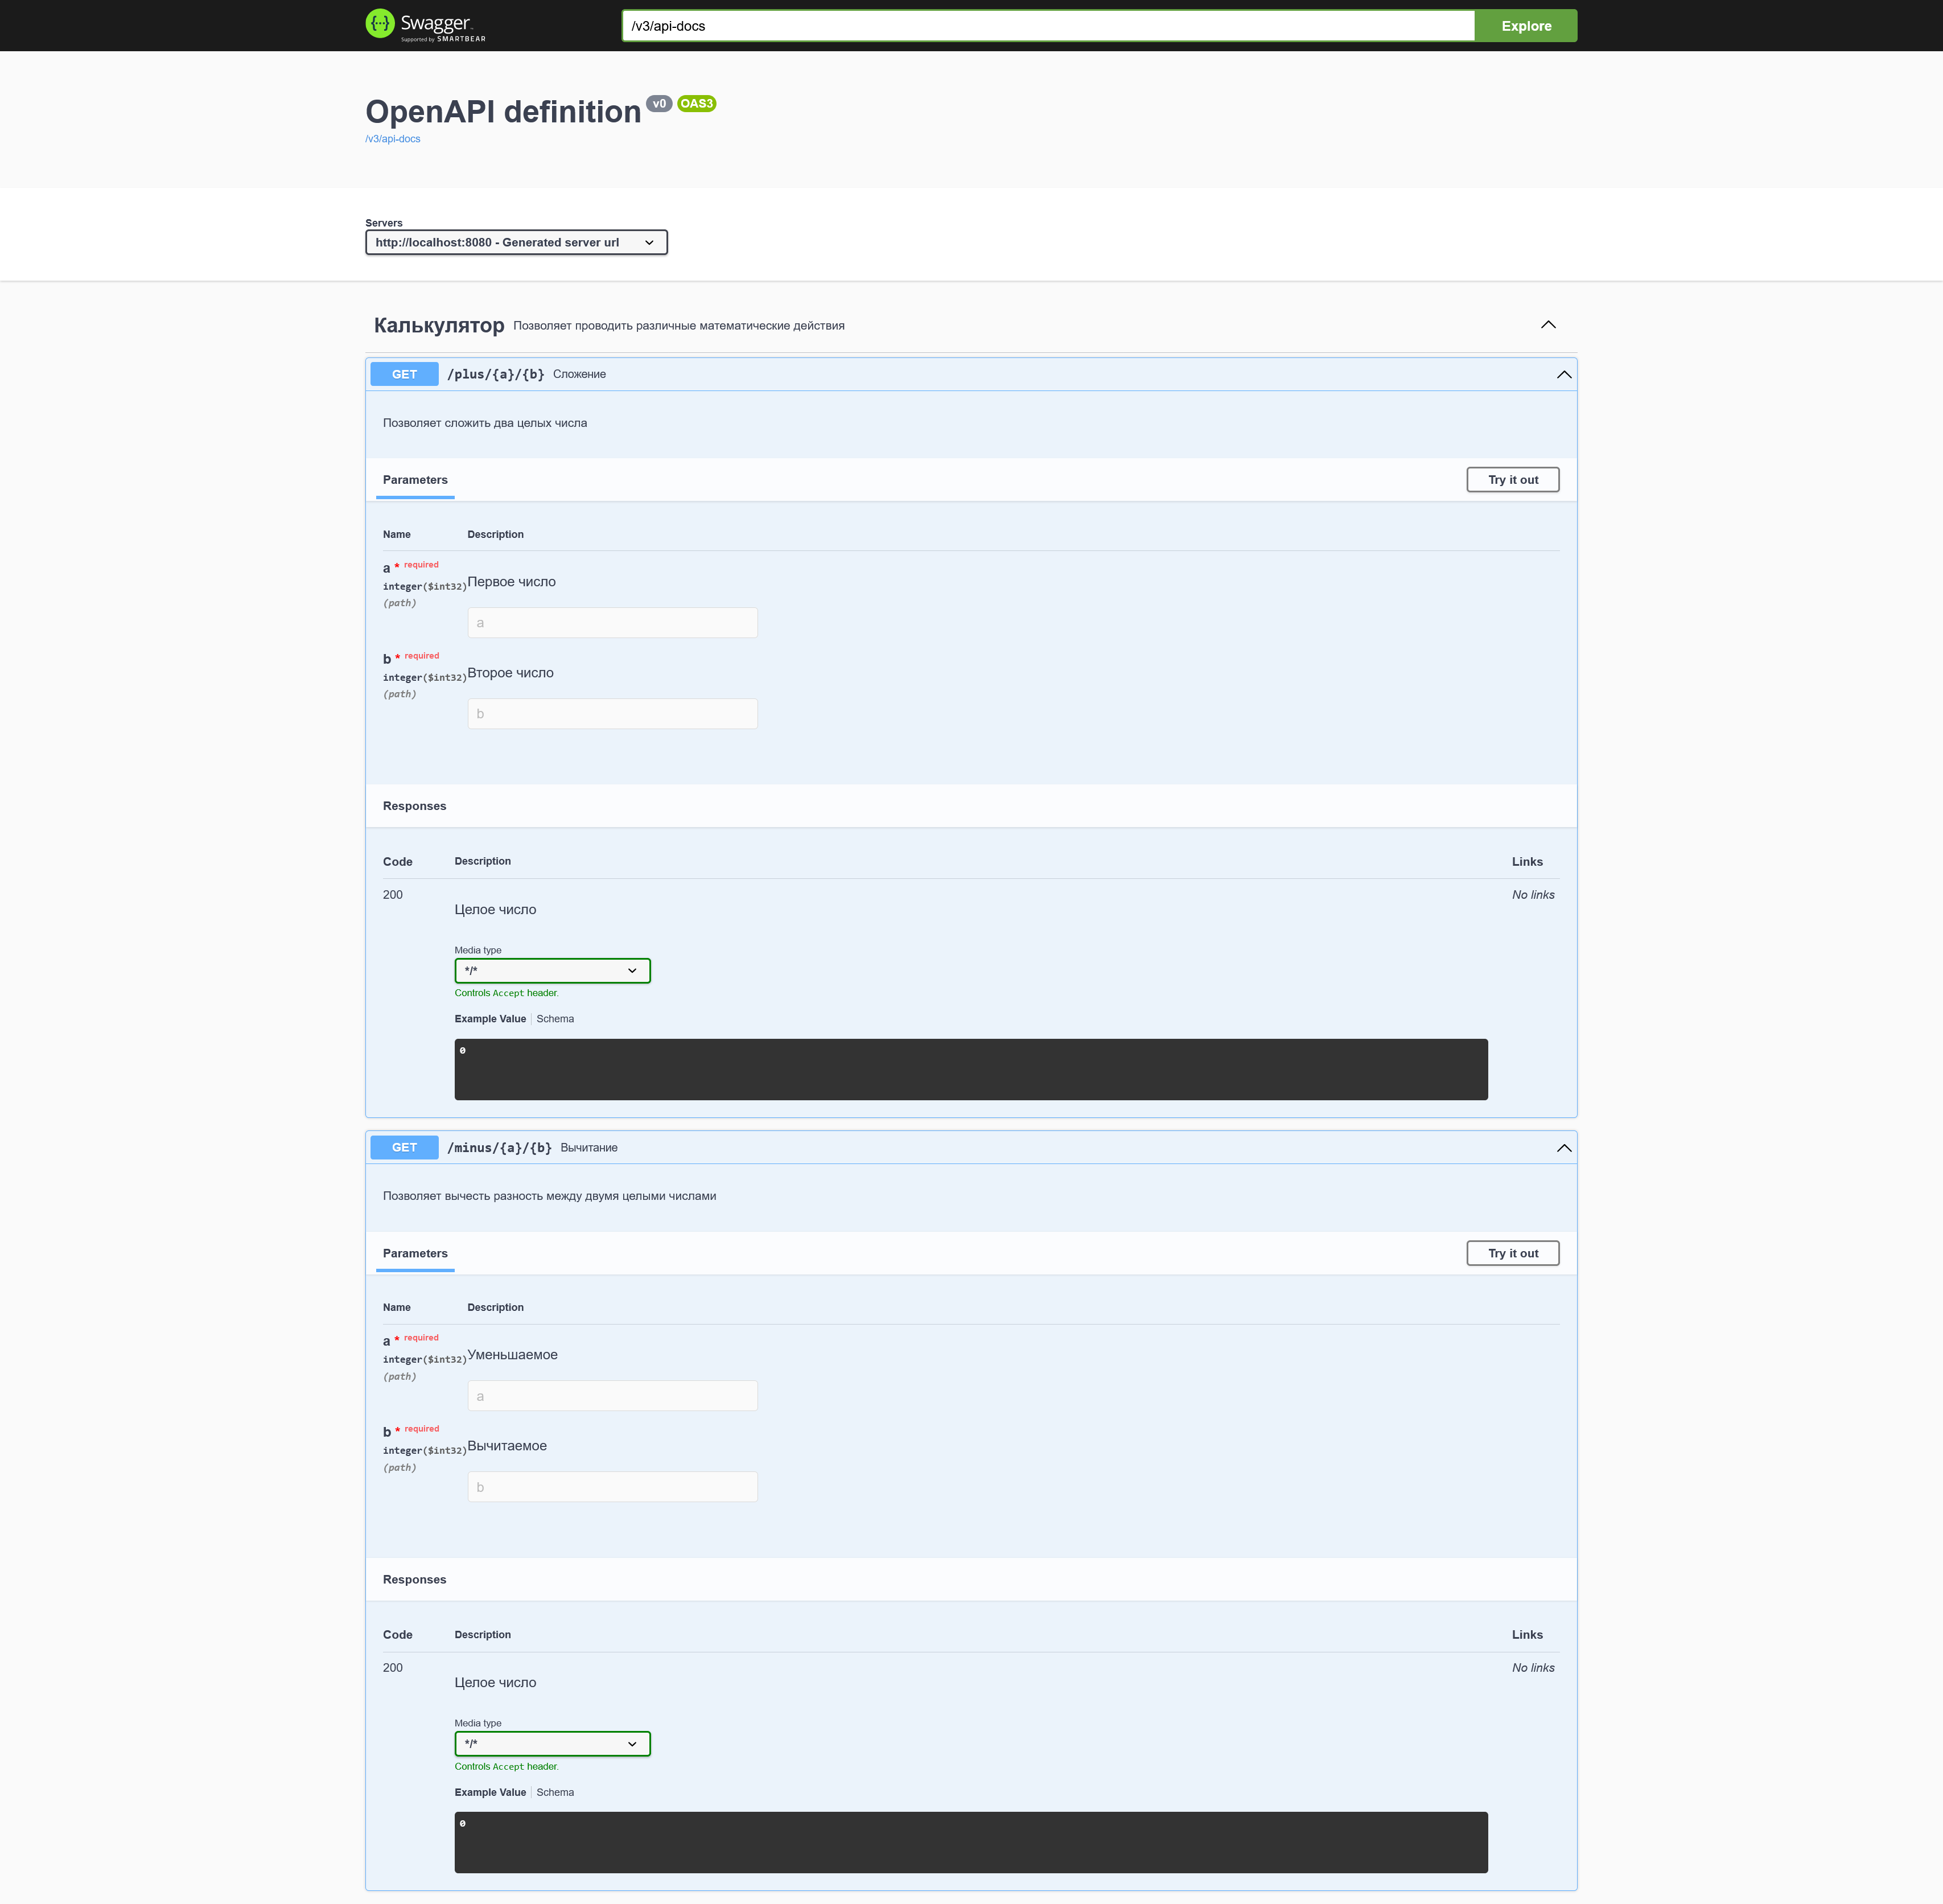 Swagger
Supported by SMARTBEAR
/v3/api-docs
Explore
OpenAPI definition v0 OAS3
/v3/api-docs
Servers
http://localhost:8080 - Generated server url
Калькулятор Позволяет проводить различные математические действия
GET /plus/{a}/{b} Сложение
Позволяет сложить два целых числа
Parameters Try it out
Name Description
a * required
integer($int32)
(path)
Первое число
a
b * required
integer($int32)
(path)
Второе число
b
Responses
Code Description Links
200 Целое число No links
Media type
*/*
Controls Accept header.
Example Value Schema
0
GET /minus/{a}/{b} Вычитание
Позволяет вычесть разность между двумя целыми числами
Parameters Try it out
Name Description
a * required
integer($int32)
(path)
Уменьшаемое
a
b * required
integer($int32)
(path)
Вычитаемое
b
Responses
Code Description Links
200 Целое число No links
Media type
*/*
Controls Accept header.
Example Value Schema
0